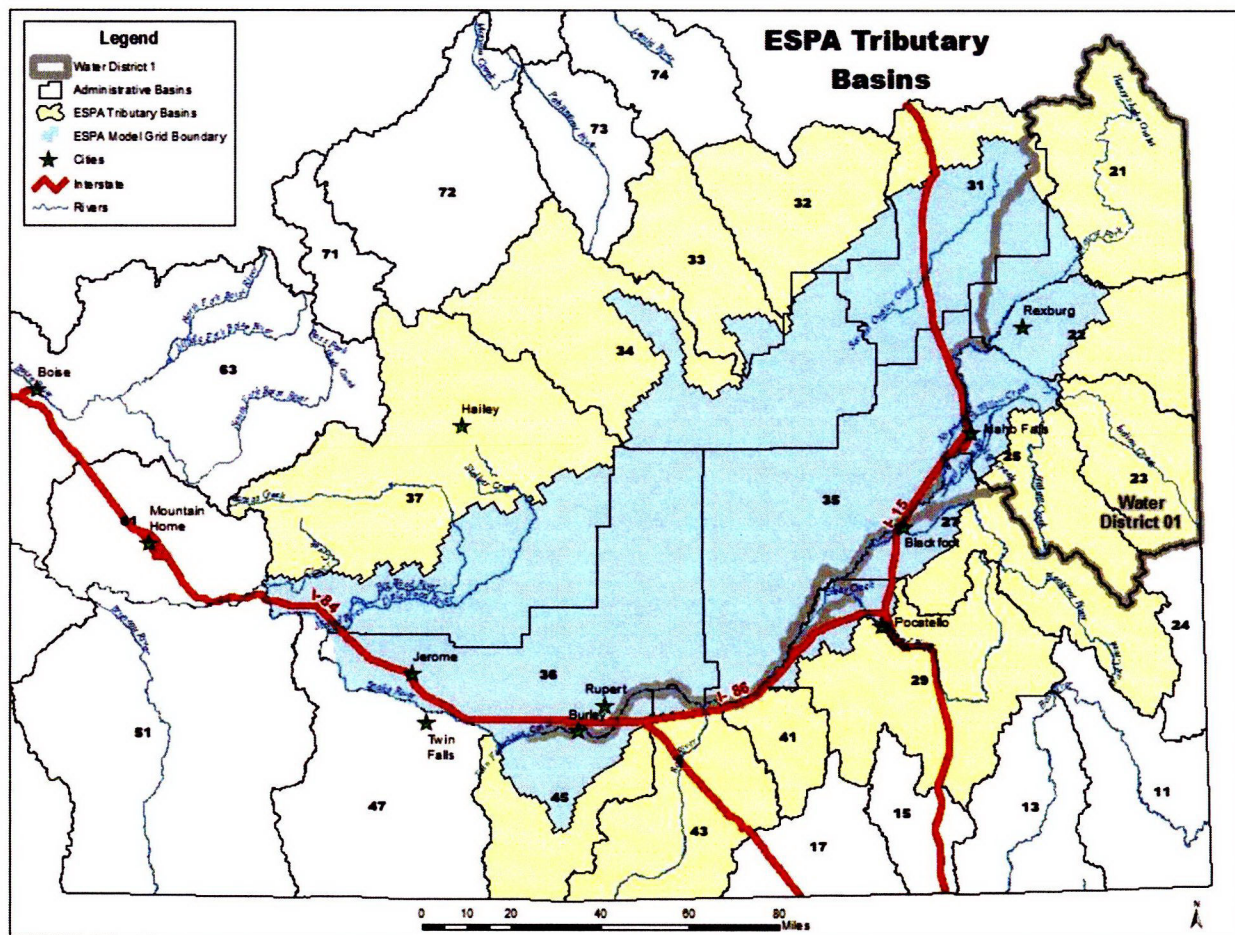 Legend
Water District 1
Administrative Basins
ESPA Tributary Basins
ESPA Model Grid Boundary
Cities
Interstate
Rivers
ESPA Tributary
Basins
74
73
72
71
21
31
32
33
34
63
Boise
Hailey
Rexburg
22
Idaho Falls
25
23
Water
District 01
37
35
I-15
27
Blackfoot
Mountain
Home
61
I-84
Pocatello
24
29
Jerome
36
Rupert
I-86
Burley
Snake River
Twin
Falls
51
41
45
47
43
17
15
13
11
0 10 20 40 60 80
Miles
N